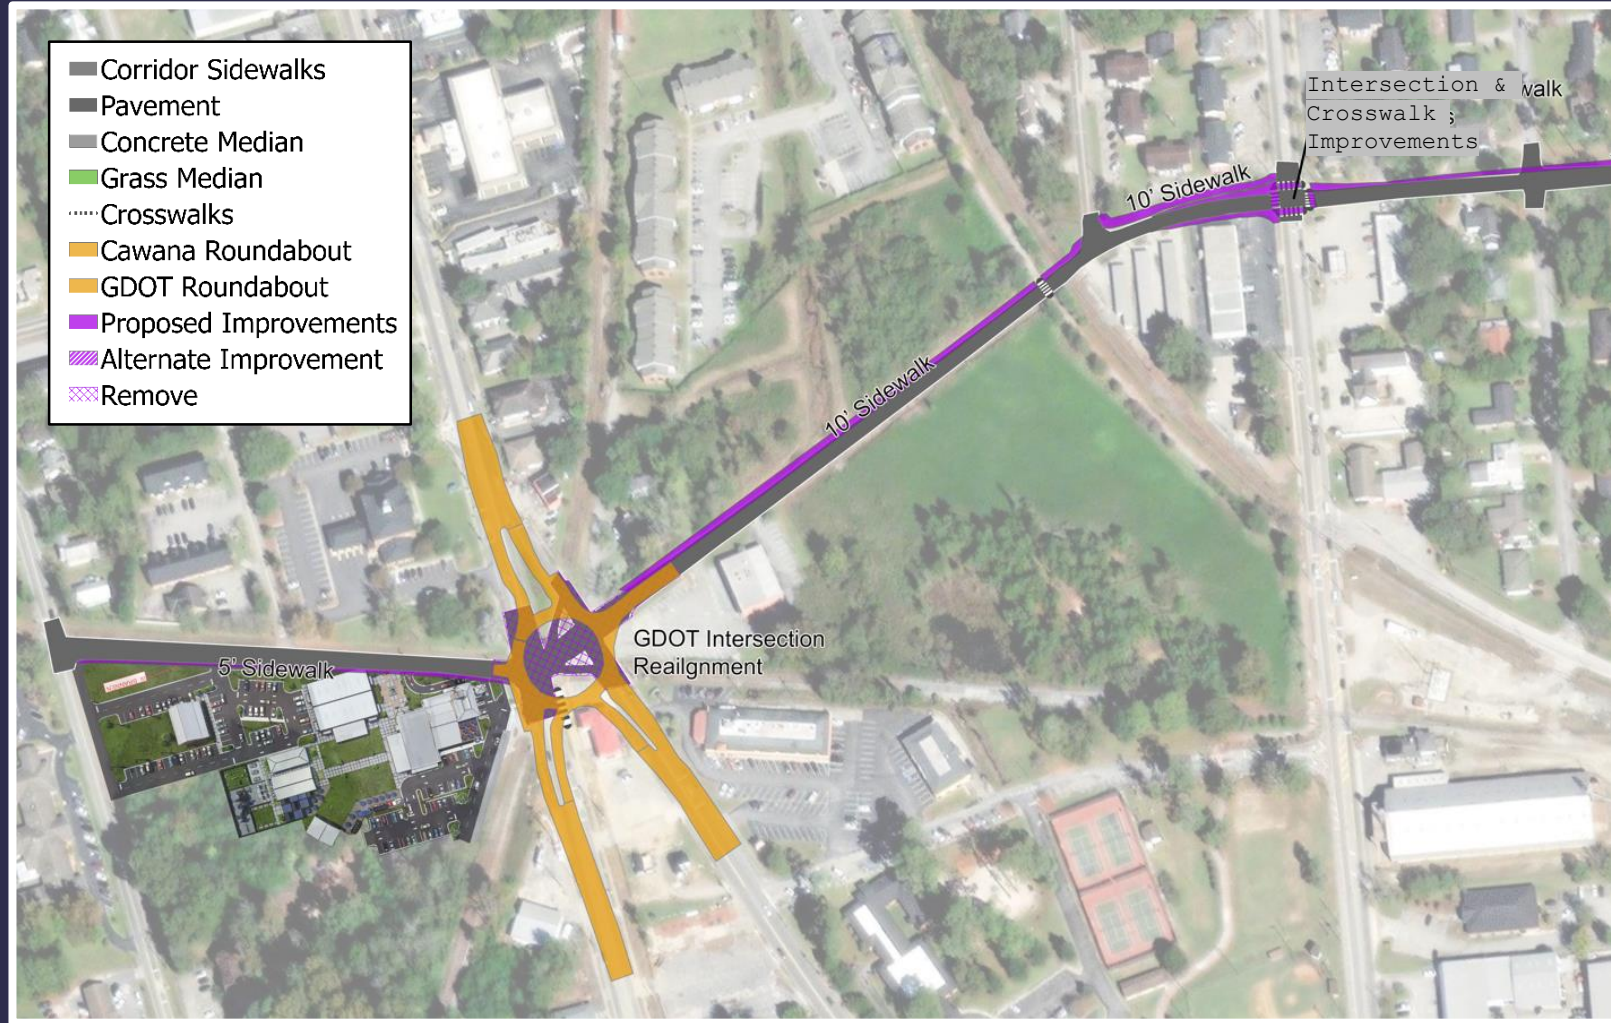 Corridor Sidewalks
Pavement
Concrete Median
Grass Median
Crosswalks
Cawana Roundabout
GDOT Roundabout
Proposed Improvements
Alternate Improvement
Remove
Intersection &
Crosswalk
Improvements
walk
s
10' Sidewalk
10' Sidewalk
GDOT Intersection
Reailgnment
5' Sidewalk